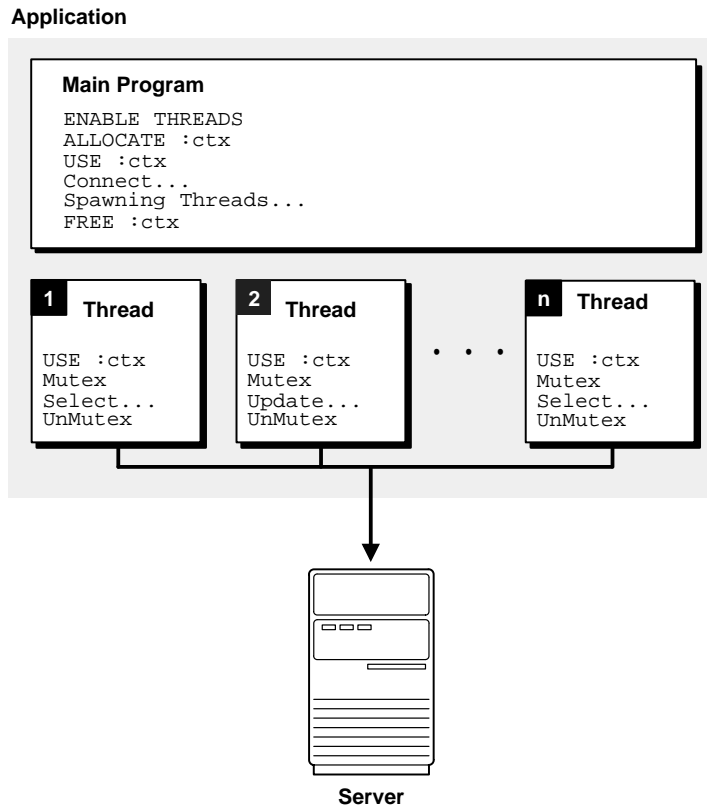 Application
Main Program
ENABLE THREADS
ALLOCATE :ctx
USE :ctx
Connect...
Spawning Threads...
FREE :ctx
1
Thread
USE :ctx
Mutex
Select...
UnMutex
2
Thread
USE :ctx
Mutex
Update...
UnMutex
. . .
n
Thread
USE :ctx
Mutex
Select...
UnMutex
Server